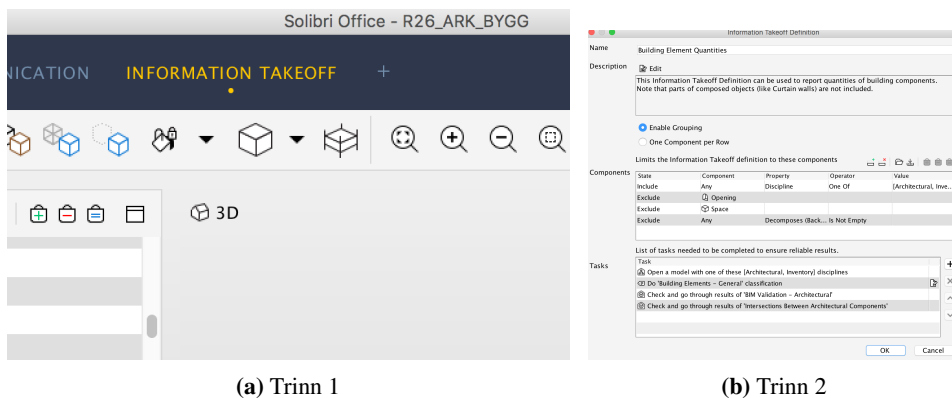 Solibri Office - R26_ARK_BYGG
NICATION INFORMATION TAKEOFF +
3D
(a) Trinn 1
Information Takeoff Definition
Name Building Element Quantities
Description Edit
This Information Takeoff Definition can be used to report quantities of building components.
Note that parts of composed objects (like Curtain walls) are not included.
Enable Grouping
One Component per Row
Limits the Information Takeoff definition to these components
Components State Component Property Operator Value
Include Any Discipline One Of [Architectural, Inve...
Exclude Opening
Exclude Space
Exclude Any Decomposes (Back... Is Not Empty
List of tasks needed to be completed to ensure reliable results.
Tasks Task
Open a model with one of these [Architectural, Inventory] disciplines
Do 'Building Elements - General' classification
Check and go through results of 'BIM Validation - Architectural'
Check and go through results of 'Intersections Between Architectural Components'
OK Cancel
(b) Trinn 2